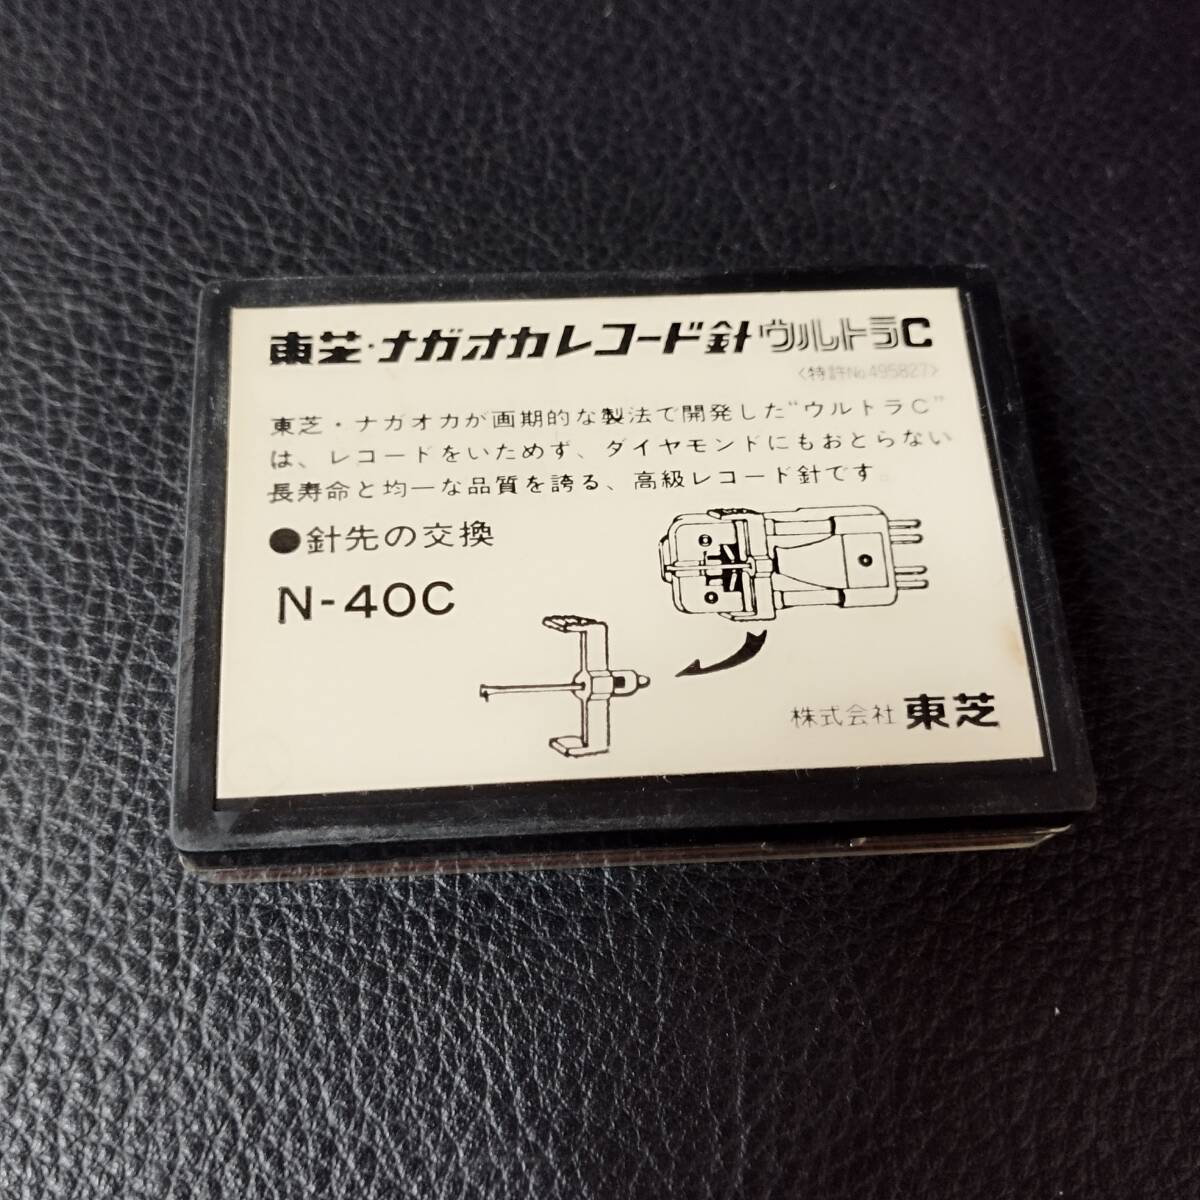 東芝・ナガオカレコード針ウルトラC
〈特許No.495827〉
東芝・ナガオカが画期的な製法で開発した"ウルトラC"
は、レコードをいためず、ダイヤモンドにもおとらない
長寿命と均一な品質を誇る、高級レコード針です。
●針先の交換
N-40C
株式会社 東芝